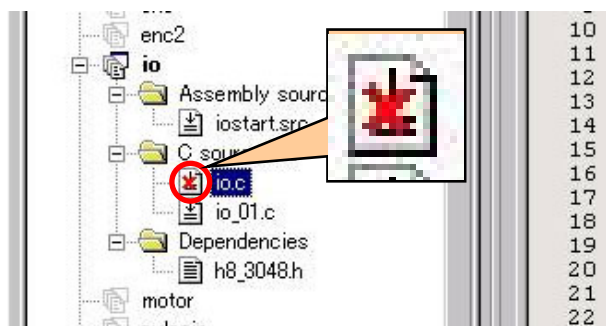 enc2
io
Assembly sourc
iostart.src
C sour
io.c
io_01.c
Dependencies
h8_3048.h
motor
10
11
12
13
14
15
16
17
18
19
20
21
22